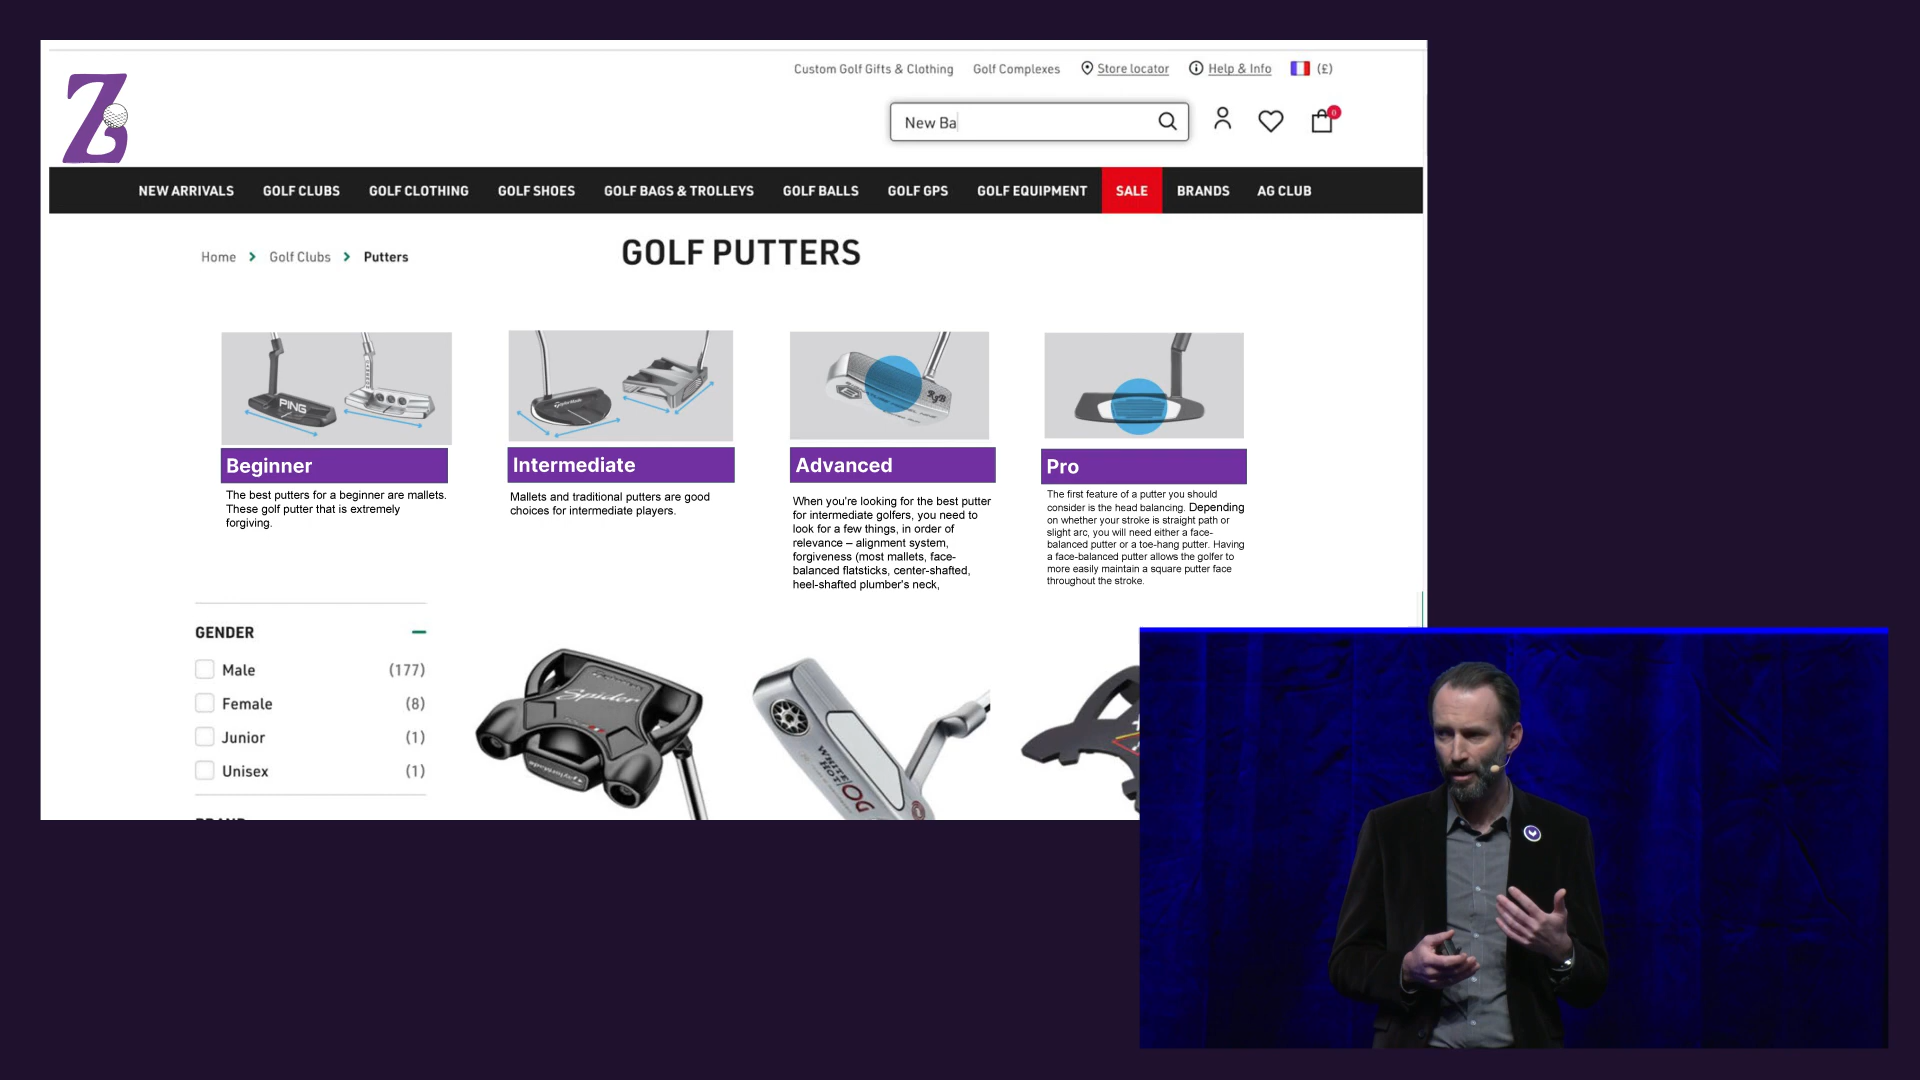 Custom Golf Gifts & Clothing Golf Complexes Store locator Help & Info (£)
Z
New Ba
0
NEW ARRIVALS GOLF CLUBS GOLF CLOTHING GOLF SHOES GOLF BAGS & TROLLEYS GOLF BALLS GOLF GPS GOLF EQUIPMENT SALE BRANDS AG CLUB
Home > Golf Clubs > Putters
GOLF PUTTERS
PING
Beginner
The best putters for a beginner are mallets.
These golf putter that is extremely
forgiving.
TaylorMade
Intermediate
Mallets and traditional putters are good
choices for intermediate players.
Advanced
When you're looking for the best putter
for intermediate golfers, you need to
look for a few things, in order of
relevance – alignment system,
forgiveness (most mallets, face-
balanced flatsticks, center-shafted,
heel-shafted plumber's neck,
Pro
The first feature of a putter you should
consider is the head balancing. Depending
on whether your stroke is straight path or
slight arc, you will need either a face-
balanced putter or a toe-hang putter. Having
a face-balanced putter allows the golfer to
more easily maintain a square putter face
throughout the stroke.
GENDER
Male (177)
Female (8)
Junior (1)
Unisex (1)
Spider
TaylorMade
WHITE
HOT
OG